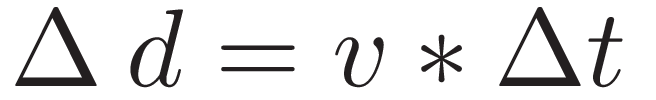 Δ d = v * Δt